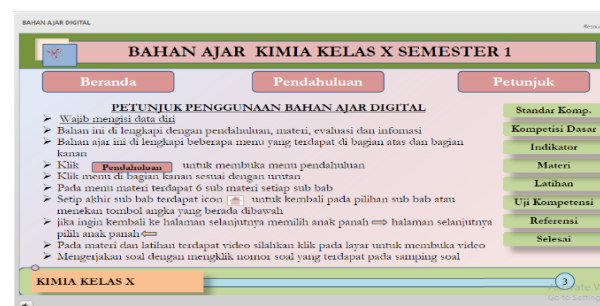 BAHAN AJAR DIGITAL
BAHAN AJAR KIMIA KELAS X SEMESTER 1
Beranda
Pendahuluan
Petunjuk
PETUNJUK PENGGUNAAN BAHAN AJAR DIGITAL
➤ Wajib mengisi data diri
➤ Bahan ini di lengkapi dengan pendahuluan, materi, evaluasi dan infomasi
➤ Bahan ajar ini di lengkapi beberapa menu yang terdapat di bagian atas dan bagian
kanan
➤ Klik Pendahuluan untuk membuka menu pendahuluan
➤ Klik menu di bagian kanan sesuai dengan urutan
➤ Pada menu materi terdapat 6 sub materi setiap sub bab
➤ Setip akhir sub bab terdapat icon untuk kembali pada pilihan sub bab atau
menekan tombol angka yang berada dibawah
➤ jika ingin kembali ke halaman selanjutnya memilih anak panah ⇨ halaman selanjutnya
pilih anak panah ⇦
➤ Pada materi dan latihan terdapat video silahkan klik pada layar untuk membuka video
➤ Mengerjakan soal dengan mengklik nomor soal yang terdapat pada samping soal
Standar Komp.
Kompetisi Dasar
Indikator
Materi
Latihan
Uji Kompetensi
Referensi
Selesai
KIMIA KELAS X
3
Go to Setting